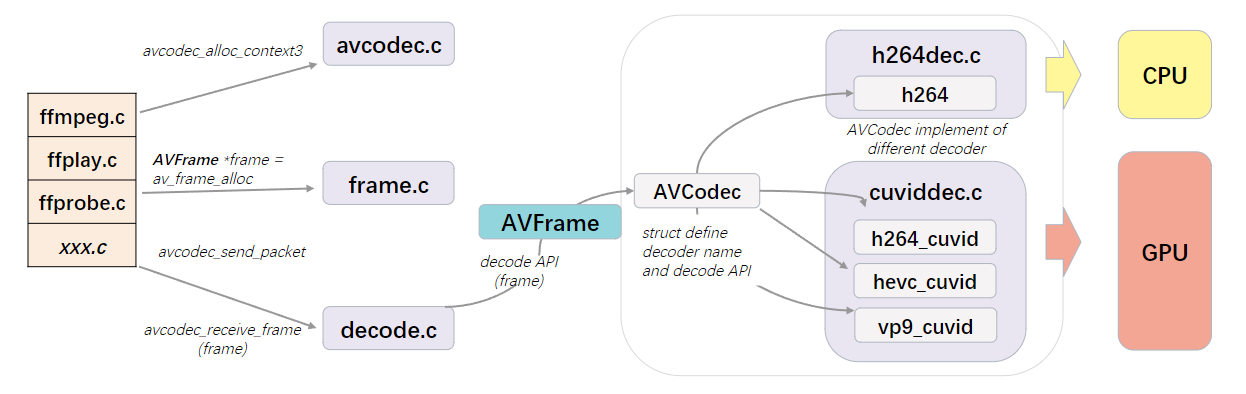 avcodec_alloc_context3
avcodec.c
ffmpeg.c
ffplay.c
ffprobe.c
xxx.c
AVFrame *frame =
av_frame_alloc
frame.c
avcodec_send_packet
avcodec_receive_frame
(frame)
decode.c
AVFrame
decode API
(frame)
AVCodec
struct define
decoder name
and decode API
h264dec.c
h264
AVCodec implement of
different decoder
cuviddec.c
h264_cuvid
hevc_cuvid
vp9_cuvid
CPU
GPU